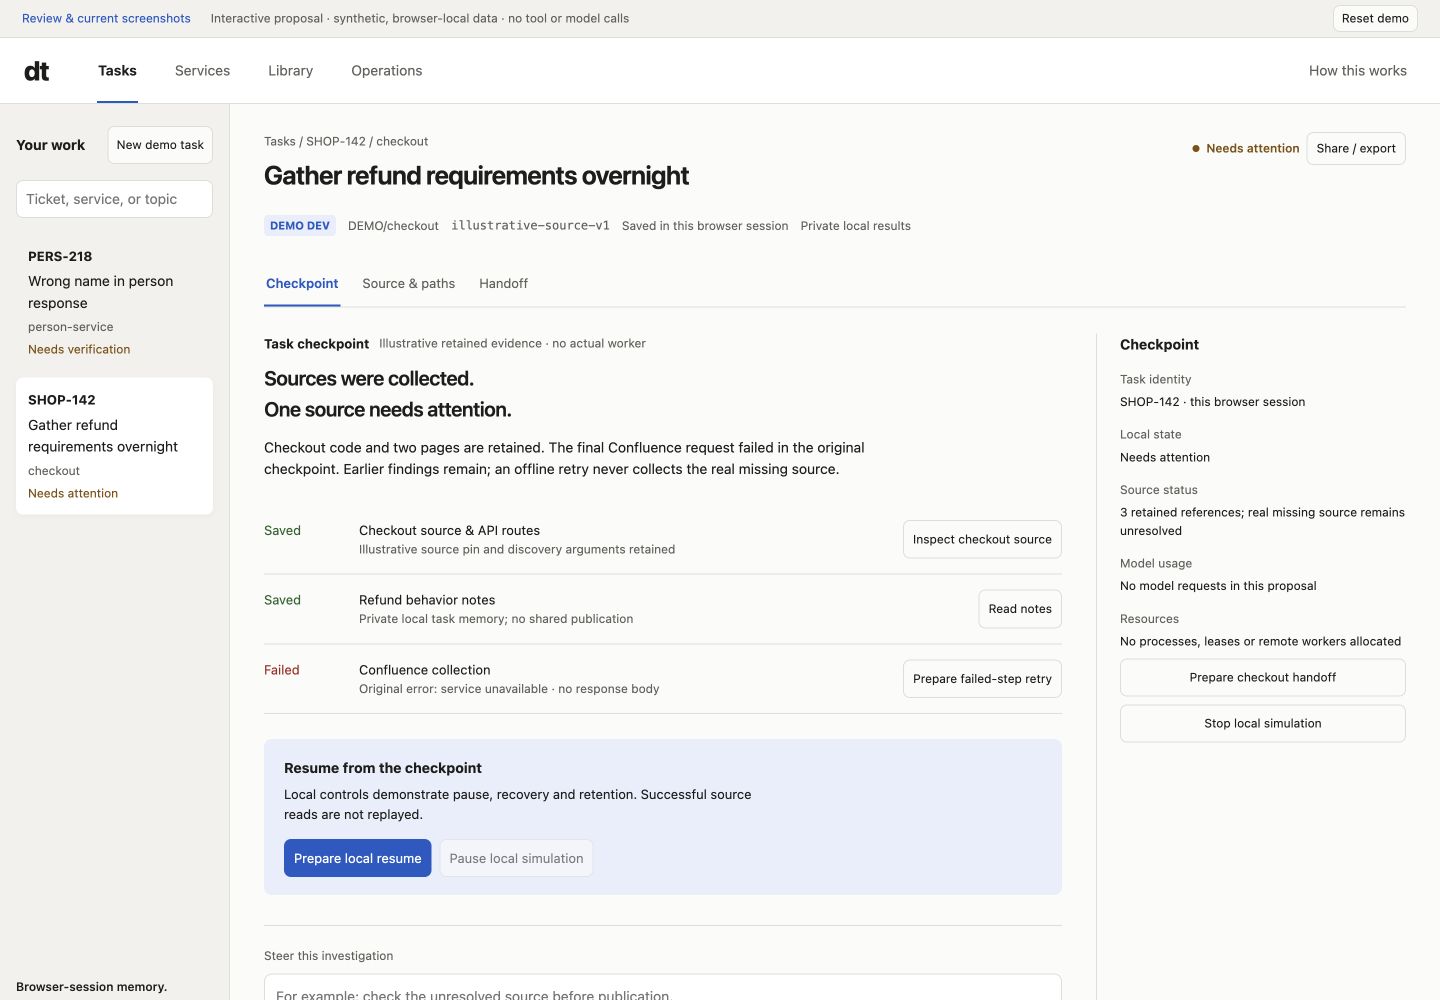 Review & current screenshots
Interactive proposal · synthetic, browser-local data · no tool or model calls
Reset demo
dt
Tasks
Services
Library
Operations
How this works
Your work
New demo task
Ticket, service, or topic
PERS-218
Wrong name in person
response
person-service
Needs verification
SHOP-142
Gather refund
requirements overnight
checkout
Needs attention
Browser-session memory.
Tasks / SHOP-142 / checkout
Gather refund requirements overnight
Needs attention
Share / export
DEMO DEV
DEMO/checkout
illustrative-source-v1
Saved in this browser session
Private local results
Checkpoint
Source & paths
Handoff
Task checkpoint
Illustrative retained evidence · no actual worker
Sources were collected.
One source needs attention.
Checkout code and two pages are retained. The final Confluence request failed in the original
checkpoint. Earlier findings remain; an offline retry never collects the real missing source.
Saved
Checkout source & API routes
Illustrative source pin and discovery arguments retained
Inspect checkout source
Saved
Refund behavior notes
Private local task memory; no shared publication
Read notes
Failed
Confluence collection
Original error: service unavailable · no response body
Prepare failed-step retry
Resume from the checkpoint
Local controls demonstrate pause, recovery and retention. Successful source
reads are not replayed.
Prepare local resume
Pause local simulation
Steer this investigation
For example: check the unresolved source before publication.
Checkpoint
Task identity
SHOP-142 · this browser session
Local state
Needs attention
Source status
3 retained references; real missing source remains
unresolved
Model usage
No model requests in this proposal
Resources
No processes, leases or remote workers allocated
Prepare checkout handoff
Stop local simulation